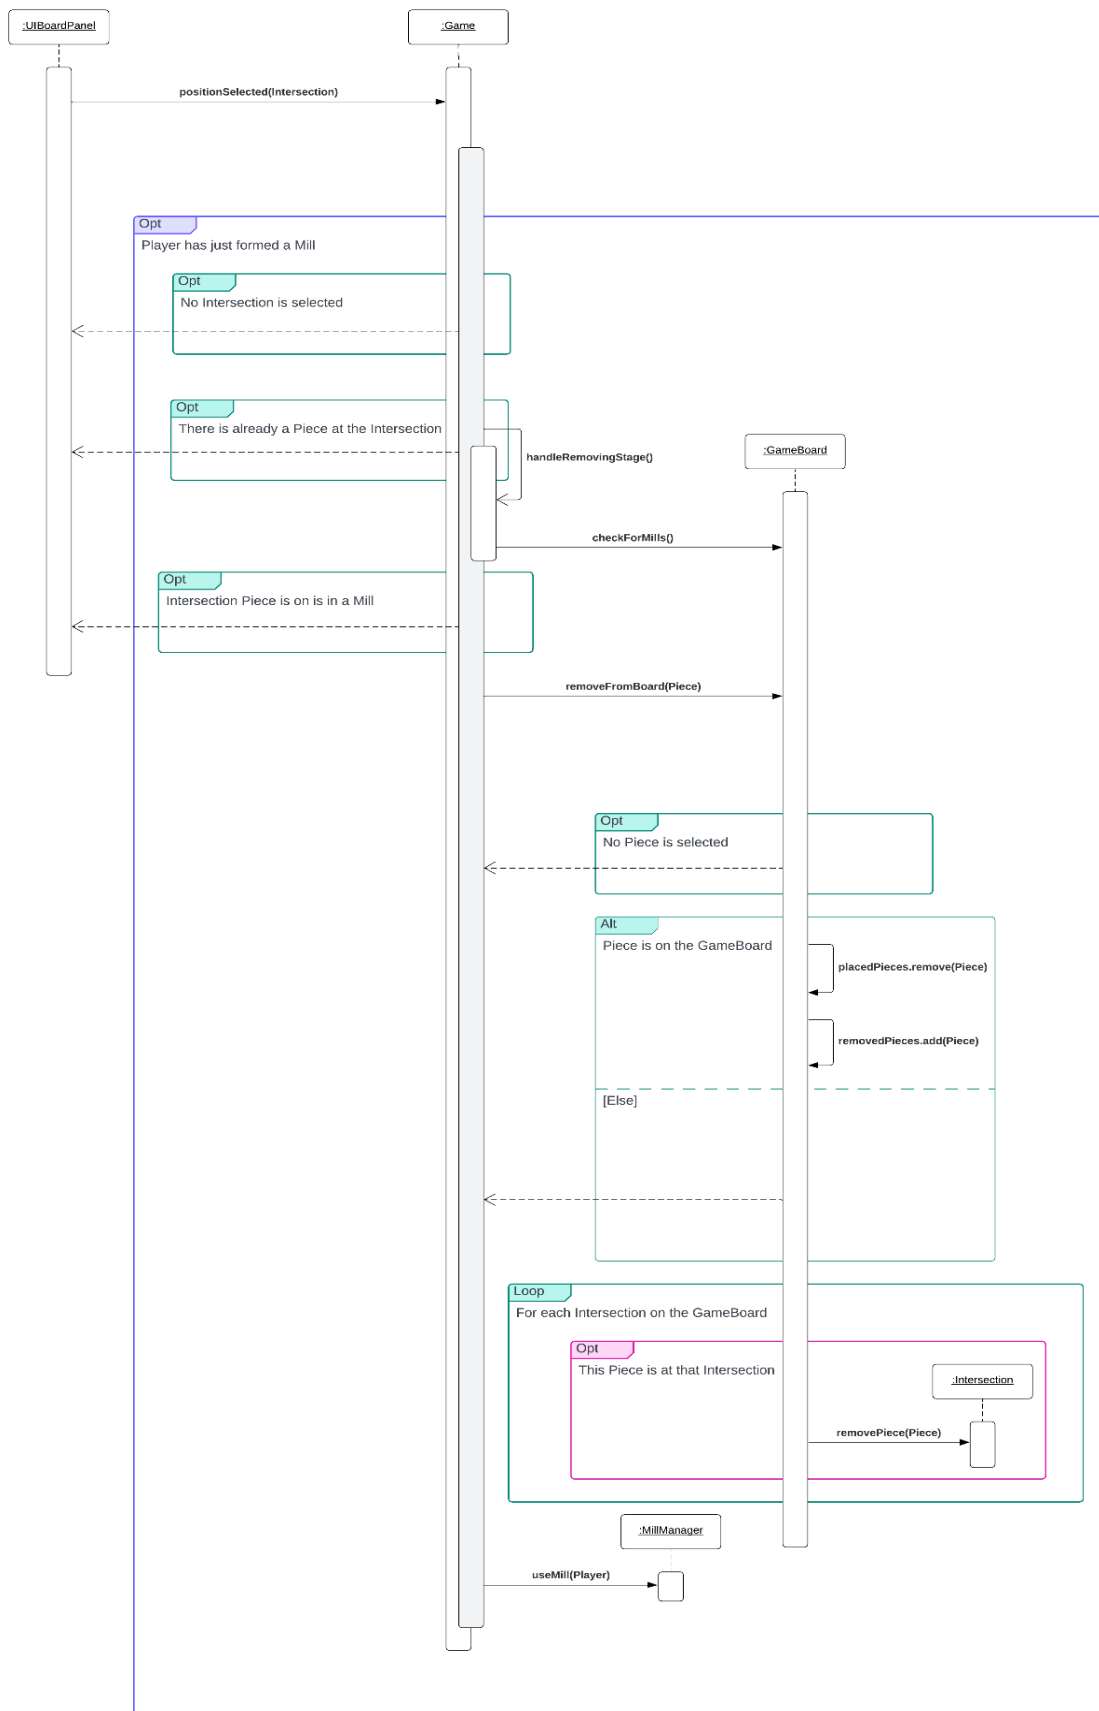 :UIBoardPanel
:Game
positionSelected(Intersection)
Opt
Player has just formed a Mill
Opt
No Intersection is selected
Opt
There is already a Piece at the Intersection
handleRemovingStage()
:GameBoard
checkForMills()
Opt
Intersection Piece is on is in a Mill
removeFromBoard(Piece)
Opt
No Piece is selected
Alt
Piece is on the GameBoard
placedPieces.remove(Piece)
removedPieces.add(Piece)
[Else]
Loop
For each Intersection on the GameBoard
Opt
This Piece is at that Intersection
:Intersection
removePiece(Piece)
:MillManager
useMill(Player)